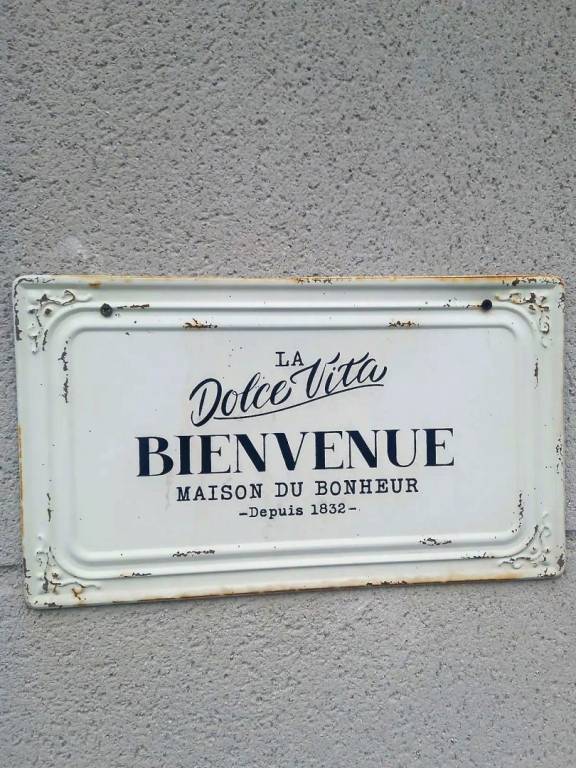 LA
Dolce Vita
BIENVENUE
MAISON DU BONHEUR
-Depuis 1832-